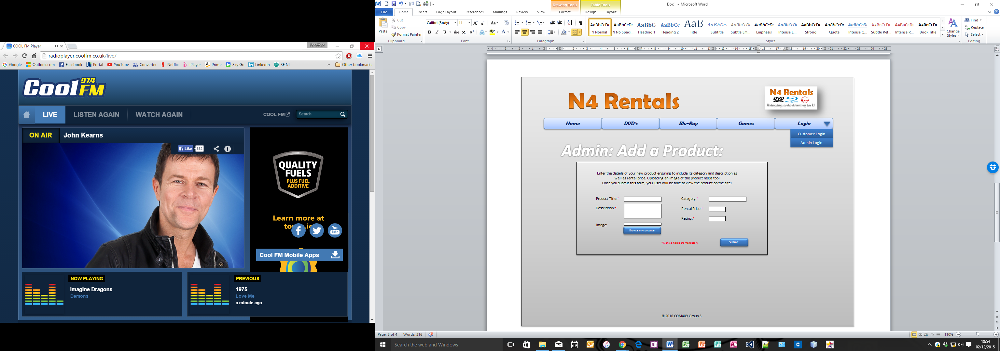 COOL FM Player
Jonathan
radioplayer.coolfm.co.uk/live/
Google Outlook.com Facebook Portal YouTube Converter Netflix iPlayer Prime Sky Go LinkedIn SF NI » Other bookmarks
Cool 97.4 FM
LIVE LISTEN AGAIN WATCH AGAIN COOL FM Search
ON AIR John Kearns
Like 882
QUALITY
FUELS
PLUS FUEL
ADDITIVE
Learn more at
You
Tube
Cool FM Mobile Apps
NOW PLAYING
Imagine Dragons
Demons
PREVIOUS
1975
Love Me
a minute ago
Drawing Tools Table Tools Doc1 - Microsoft Word
File Home Insert Page Layout References Mailings Review View Format Design Layout
Paste
Cut
Copy
Format Painter
Clipboard
Calibri (Body) 11
Font
Paragraph
AaBbCcDc AaBbCcDc AaBbC AaBbCc AaB AaBbCc. AaBbCcDc AaBbCcDc AaBbCcDc AaBbCcDc AaBbCcDc AaBbCcDc AaBbCcDc AaBbCcDc AaBbCcDc
¶ Normal ¶ No Spaci... Heading 1 Heading 2 Title Subtitle Subtle Em... Emphasis Intense E... Strong Quote Intense Q... Subtle Ref... Intense R... Book Title
Styles
Change
Styles
Find
Replace
Select
Editing
N4 Rentals
N4 Rentals
DVD
VIDEO
Blu-ray Disc
Bringing entertianing to U
Home DVD's Blu-Ray Games Login
Customer Login
Admin Login
Admin: Add a Product:
Enter the details of your new product ensuring to include its category and description as
well as rental price. Uploading an image of the product helps too!
Once you submit this form, your user will be able to view the product on the site!
Product Title:* Category:*
Description:* Rental Price:*
Rating:*
Image:
Browse my computer
*Marked fields are mandatory
Submit
© 2016 COM409 Group 3.
Page: 3 of 4 Words: 316 110%
Search the web and Windows
18:54
02/12/2015